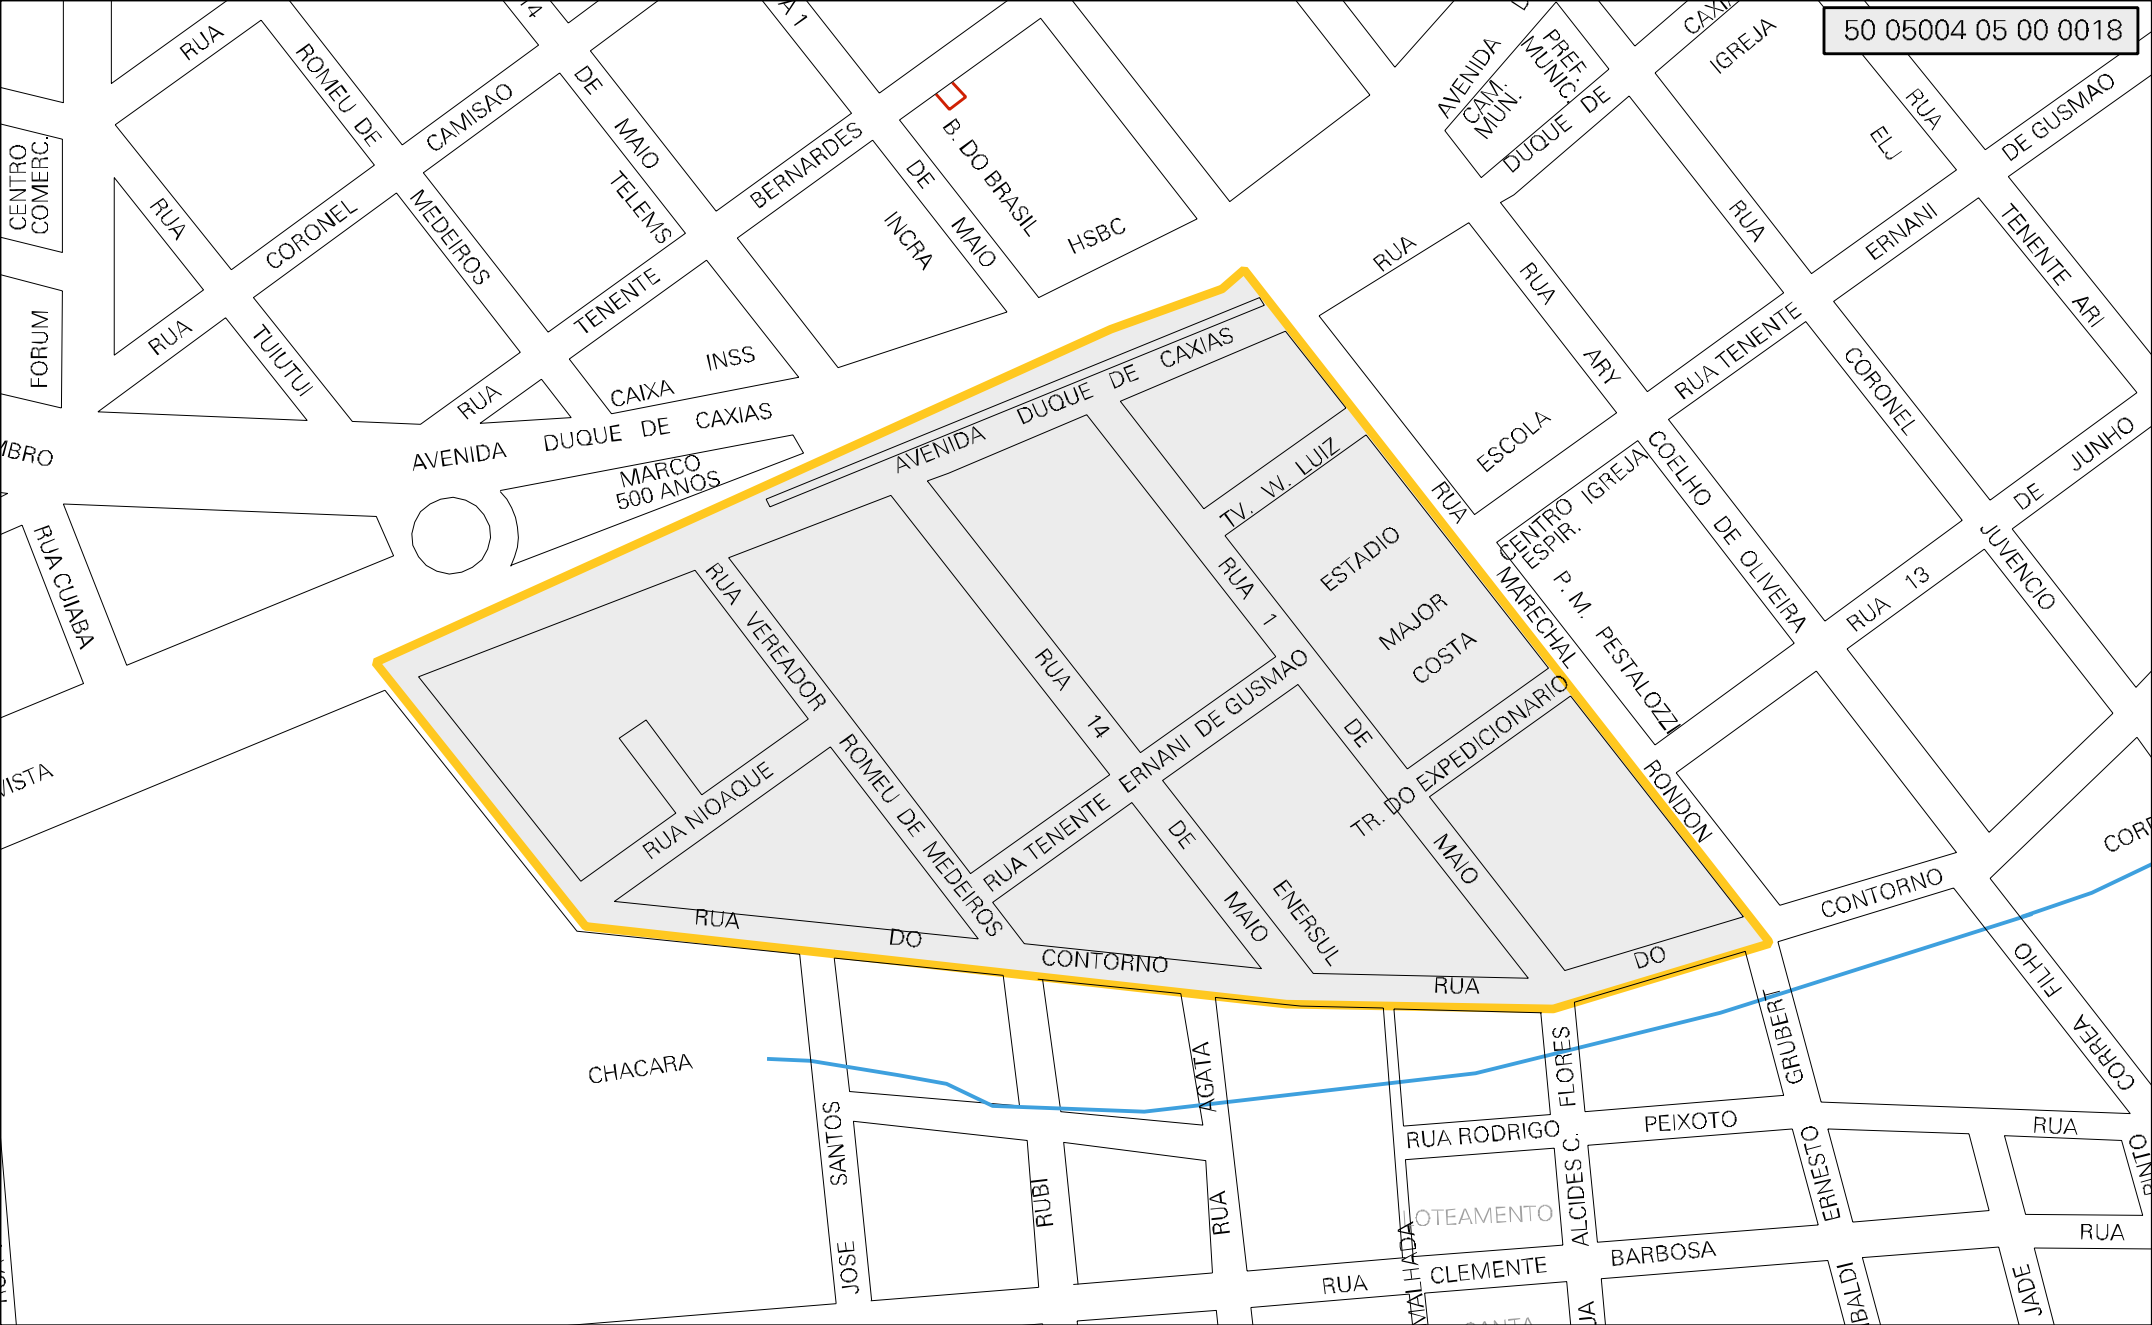 50 05004 05 00 0018
RUA
ROMEU DE
MEDEIROS
CAMISAO
14
DE
MAIO
TELEMS
A 1
BERNARDES
DE
MAIO
INCRA
B. DO BRASIL
HSBC
AVENIDA
PREF.
MUNIC.
CAM.
MUN.
DUQUE DE
IGREJA
RUA
DE GUSMAO
ELJ
CENTRO
COMERC.
RUA
TUIUTUI
CORONEL
TENENTE
FORUM
RUA
RUA
INSS
CAIXA
AVENIDA DUQUE DE CAXIAS
MARCO
500 ANOS
RUA
RUA
ARY
RUA
ERNANI
TENENTE ARI
RUA TENENTE
CORONEL
JUVENCIO
ESCOLA
RUA
MARECHAL
RONDON
CENTRO
ESPIR.
IGREJA
P. M. PESTALOZZI
COELHO DE OLIVEIRA
RUA 13
DE
JUNHO
RUA CUIABA
AVENIDA DUQUE DE CAXIAS
TV. W. LUIZ
ESTADIO
MAJOR
COSTA
RUA VEREADOR
ROMEU DE MEDEIROS
RUA
14
DE
MAIO
RUA 1
DE
MAIO
RUA TENENTE ERNANI DE GUSMAO
TR. DO EXPEDICIONARIO
RUA NIOAQUE
ENERSUL
RUA
DO
CONTORNO
RUA
DO
CONTORNO
FILHO
CORREA
CHACARA
JOSE SANTOS
RUBI
RUA
AGATA
MALHADA
ALCIDES C. FLORES
ERNESTO
GRUBERT
RUA RODRIGO
PEIXOTO
RUA
LOTEAMENTO
RUA
CLEMENTE
BARBOSA
RUA
JADE
PINTO